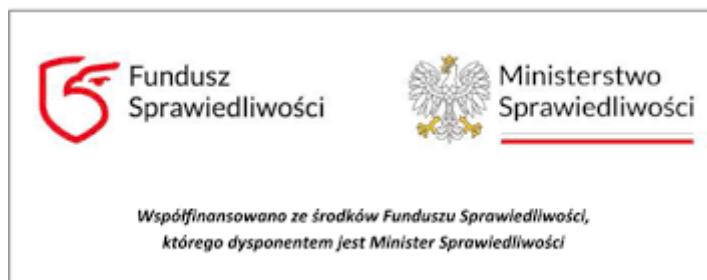 Fundusz
Sprawiedliwości
Ministerstwo
Sprawiedliwości
Współfinansowano ze środków Funduszu Sprawiedliwości,
którego dysponentem jest Minister Sprawiedliwości